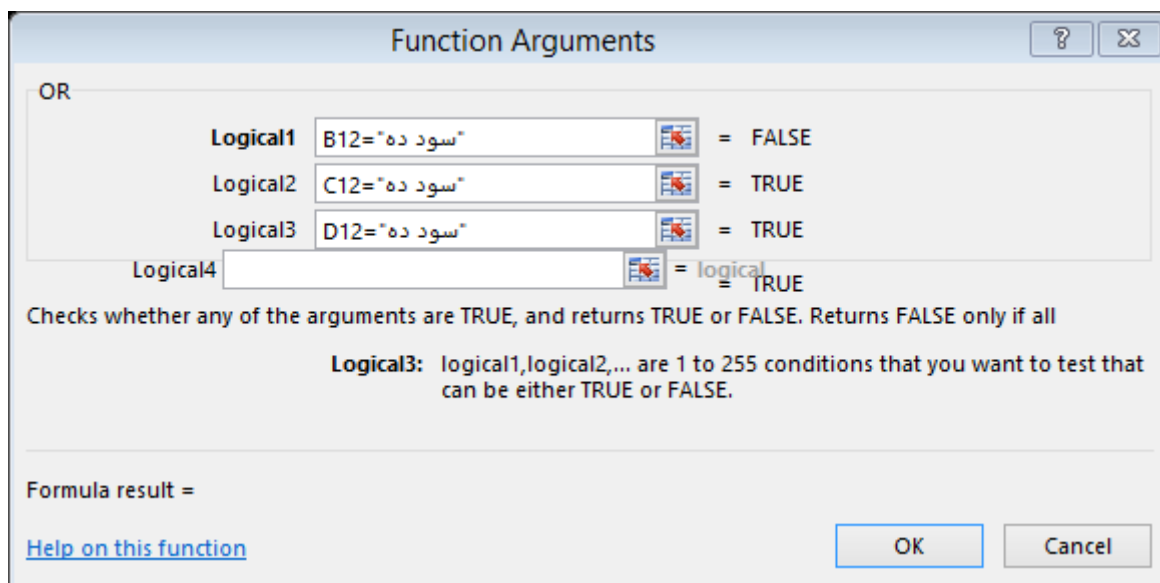 Function Arguments
OR
Logical1 B12="سود ده" = FALSE
Logical2 C12="سود ده" = TRUE
Logical3 D12="سود ده" = TRUE
Logical4 = logical
= TRUE
Checks whether any of the arguments are TRUE, and returns TRUE or FALSE. Returns FALSE only if all
Logical3: logical1,logical2,... are 1 to 255 conditions that you want to test that
can be either TRUE or FALSE.
Formula result =
Help on this function OK Cancel